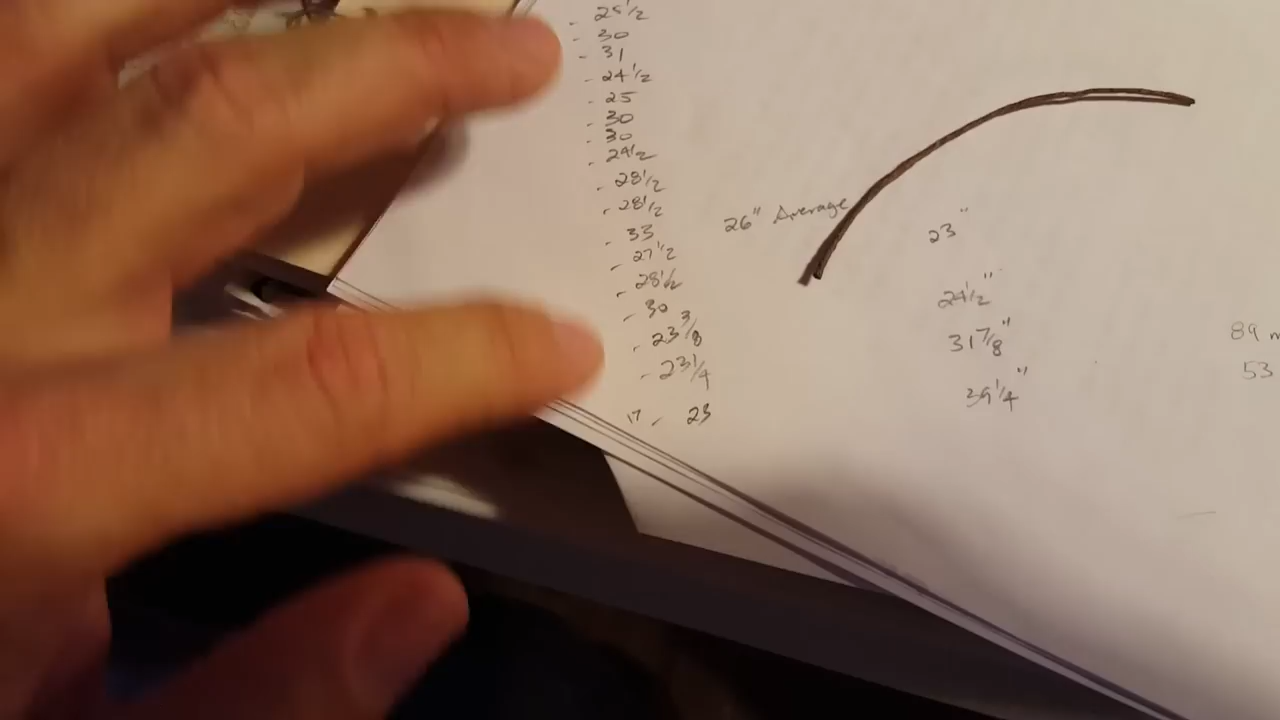 - 25 1/2
- 30
- 31
- 24 1/2
- 25
- 30
- 30
- 24 1/2
- 28 1/2
- 28 1/2
- 33
- 27 1/2
- 28 1/2
- 30
- 23 3/8
- 23 1/4
17 - 23
26" Average
23"
24 1/2"
31 7/8"
39 1/4"
89
53